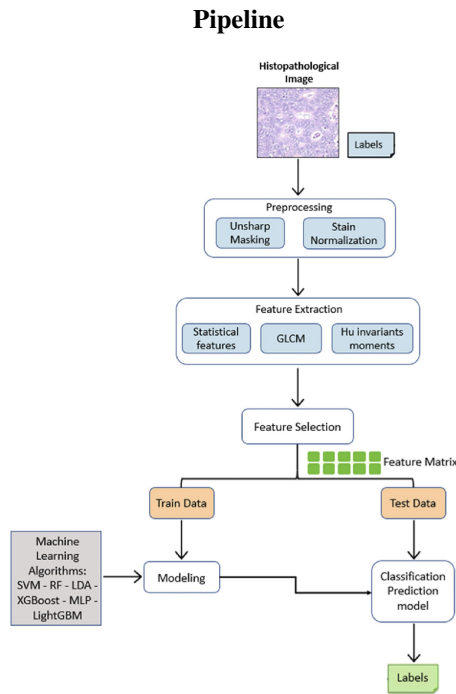 Pipeline
Histopathological
Image
Labels
Preprocessing
Unsharp
Masking
Stain
Normalization
Feature Extraction
Statistical
features
GLCM
Hu invariants
moments
Feature Selection
Feature Matrix
Train Data
Test Data
Machine
Learning
Algorithms:
SVM - RF - LDA -
XGBoost - MLP -
LightGBM
Modeling
Classification
Prediction
model
Labels